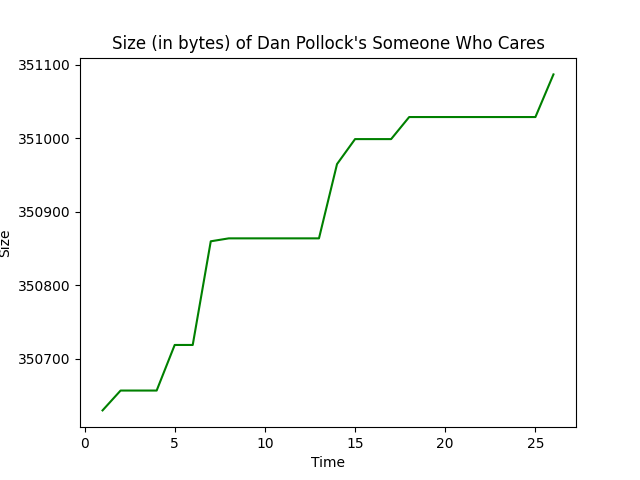 Size (in bytes) of Dan Pollock's Someone Who Cares
351100
351000
350900
350800
350700
Size
0 5 10 15 20 25
Time